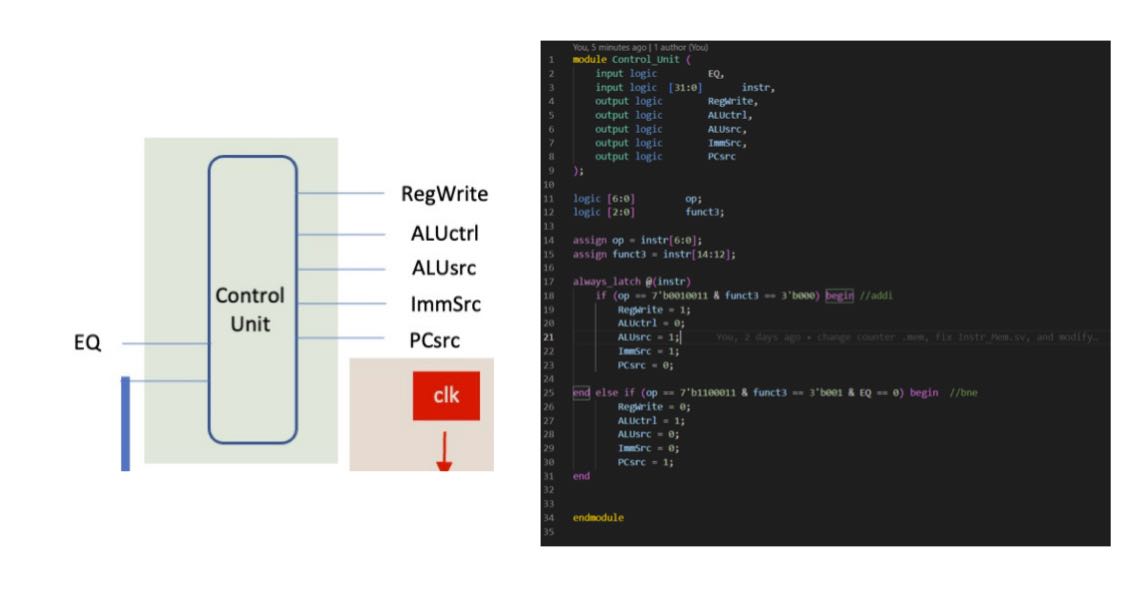 RegWrite
ALUctrl
ALUsrc
ImmSrc
PCsrc
Control
Unit
EQ
clk
You, 5 minutes ago | 1 author (You)
1 module Control_Unit (
2 input logic EQ,
3 input logic [31:0] instr,
4 output logic RegWrite,
5 output logic ALUctrl,
6 output logic ALUsrc,
7 output logic ImmSrc,
8 output logic PCsrc
9 );
10
11 logic [6:0] op;
12 logic [2:0] funct3;
13
14 assign op = instr[6:0];
15 assign funct3 = instr[14:12];
16
17 always_latch @(instr)
18 if (op == 7'b0010011 & funct3 == 3'b000) begin //addi
19 RegWrite = 1;
20 ALUctrl = 0;
21 ALUsrc = 1; You, 2 days ago • change counter .mem, fix Instr_Mem.sv, and modify…
22 ImmSrc = 1;
23 PCsrc = 0;
24
25 end else if (op == 7'b1100011 & funct3 == 3'b001 & EQ == 0) begin //bne
26 RegWrite = 0;
27 ALUctrl = 1;
28 ALUsrc = 0;
29 ImmSrc = 0;
30 PCsrc = 1;
31 end
32
33
34 endmodule
35